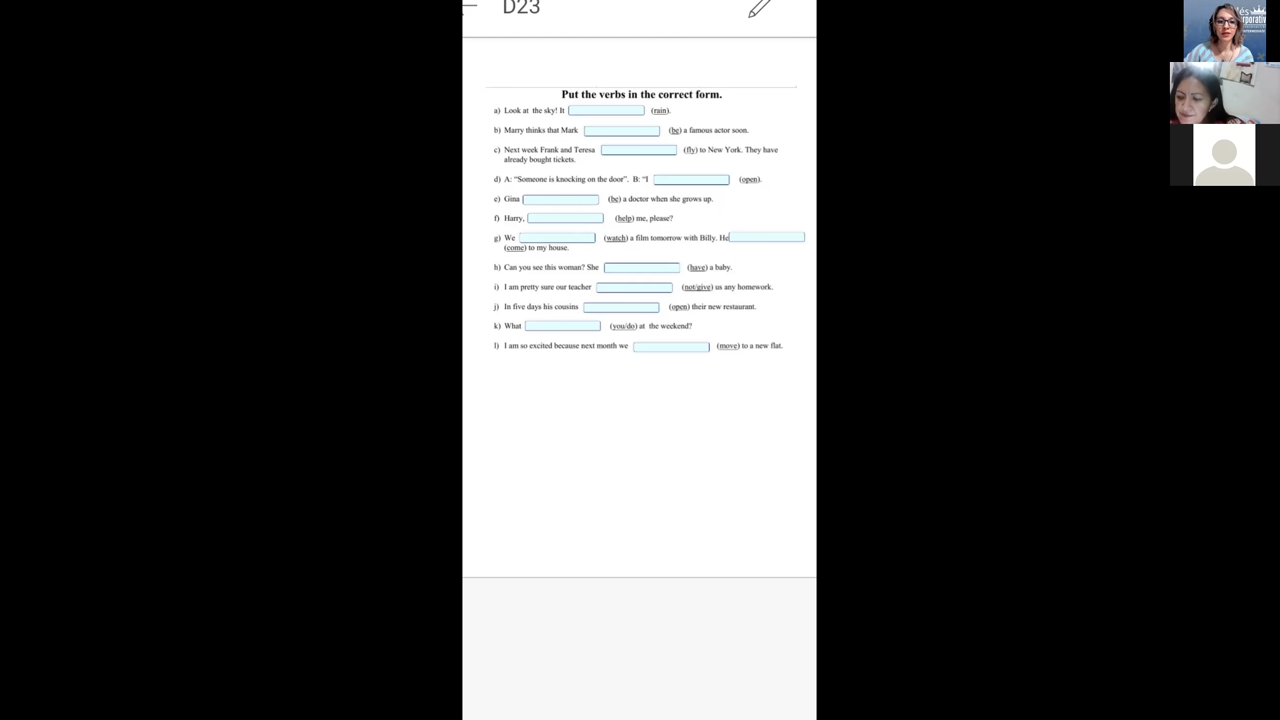 D23
Put the verbs in the correct form.
a) Look at the sky! It (rain).
b) Marry thinks that Mark (be) a famous actor soon.
c) Next week Frank and Teresa (fly) to New York. They have
already bought tickets.
d) A: “Someone is knocking on the door”. B: “I (open).
e) Gina (be) a doctor when she grows up.
f) Harry, (help) me, please?
g) We (watch) a film tomorrow with Billy. He
(come) to my house.
h) Can you see this woman? She (have) a baby.
i) I am pretty sure our teacher (not/give) us any homework.
j) In five days his cousins (open) their new restaurant.
k) What (you/do) at the weekend?
l) I am so excited because next month we (move) to a new flat.